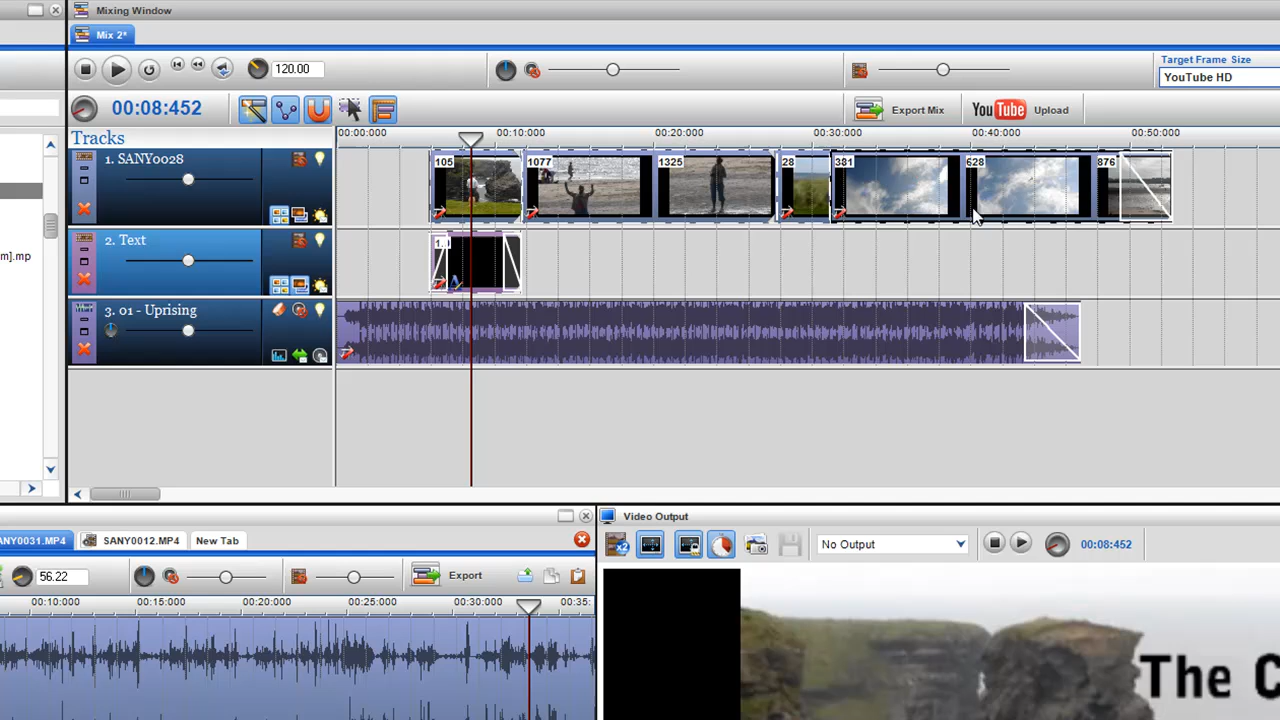 Mixing Window
Mix 2*
120.00
Target Frame Size
YouTube HD
00:08:452
Export Mix
YouTube Upload
Tracks
00:00:000 00:10:000 00:20:000 00:30:000 00:40:000 00:50:000
1. SANY0028
105 1077 1325 28 381 628 876
2. Text
1.
m].mp
3. 01 - Uprising
Video Output
ANY0031.MP4 SANY0012.MP4 New Tab
x2
No Output
00:08:452
56.22
Export
00:10:000 00:15:000 00:20:000 00:25:000 00:30:000 00:35:
The C